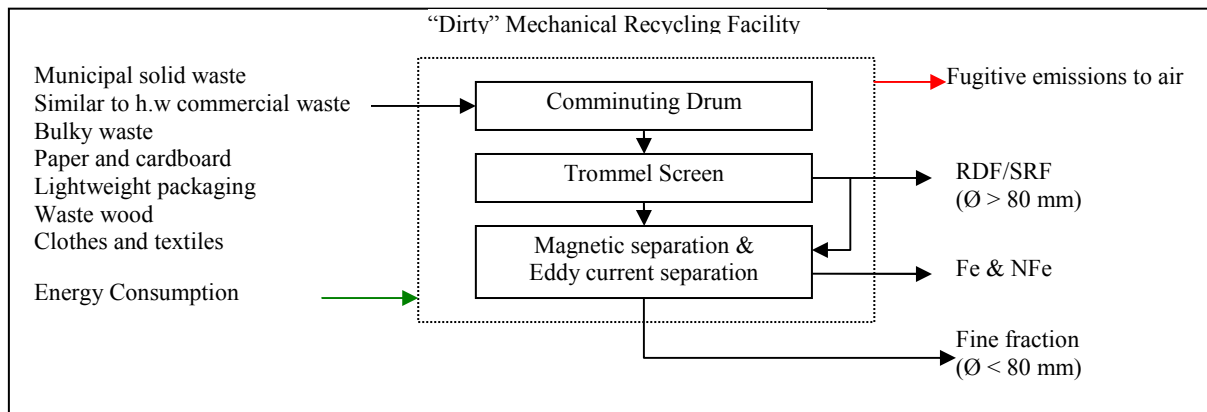 “Dirty” Mechanical Recycling Facility
Municipal solid waste
Similar to h.w commercial waste
Bulky waste
Paper and cardboard
Lightweight packaging
Waste wood
Clothes and textiles
Energy Consumption
Comminuting Drum
Trommel Screen
Magnetic separation &
Eddy current separation
Fugitive emissions to air
RDF/SRF
(Ø > 80 mm)
Fe & NFe
Fine fraction
(Ø < 80 mm)